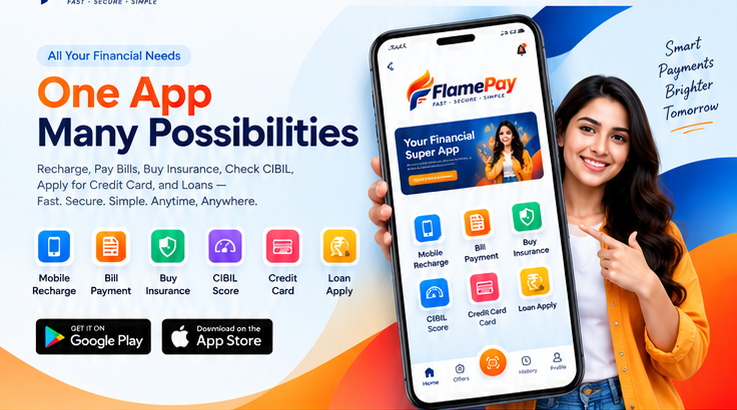 FAST · SECURE · SIMPLE
All Your Financial Needs
One App
Many Possibilities
Recharge, Pay Bills, Buy Insurance, Check CIBIL,
Apply for Credit Card, and Loans —
Fast. Secure. Simple. Anytime, Anywhere.
Mobile
Recharge
Bill
Payment
Buy
Insurance
CIBIL
Score
Credit
Card
Loan
Apply
GET IT ON
Google Play
Download on the
App Store
FlamePay
FAST · SECURE · SIMPLE
Your Financial
Super App
Mobile
Recharge
Bill
Payment
Buy
Insurance
CIBIL
Score
Credit Card
Card
Loan Apply
Home
Offers
History
Profile
Smart
Payments
Brighter
Tomorrow